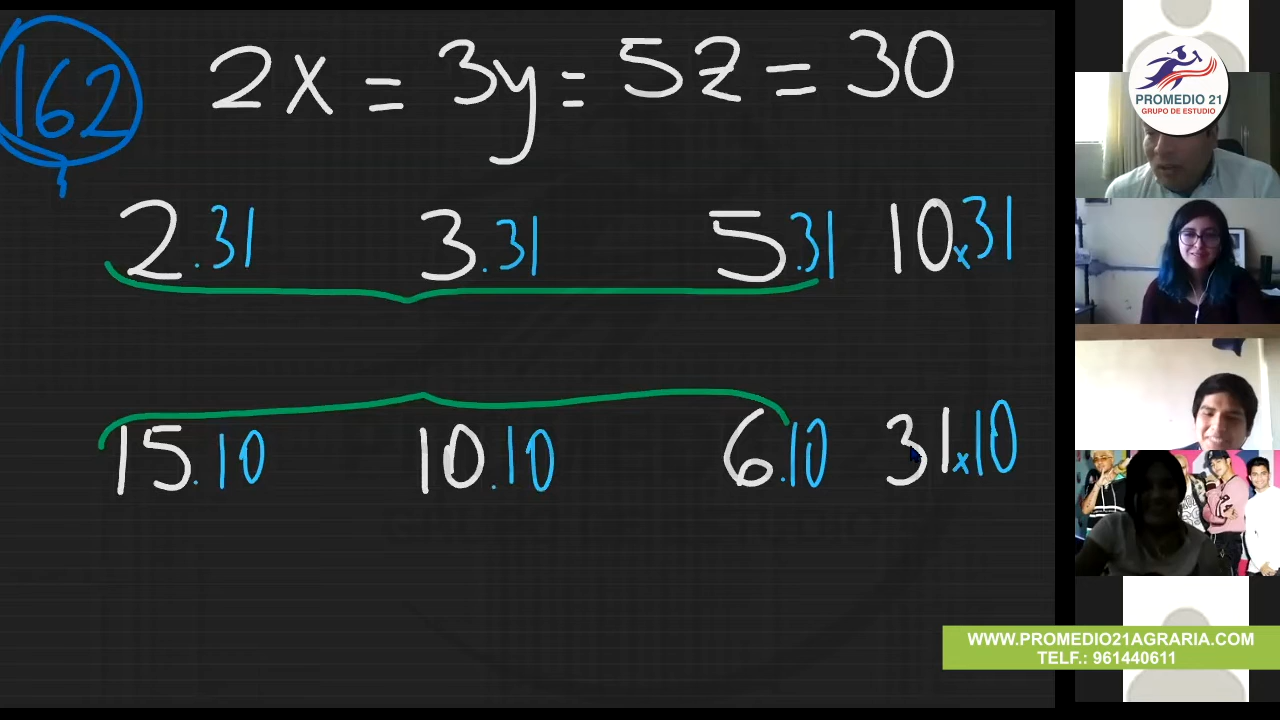 162
2x = 3y = 5z = 30
2.31 3.31 5.31 10x31
15.10 10.10 6.10 31x10
PROMEDIO 21
GRUPO DE ESTUDIO
WWW.PROMEDIO21AGRARIA.COM
TELF.: 961440611